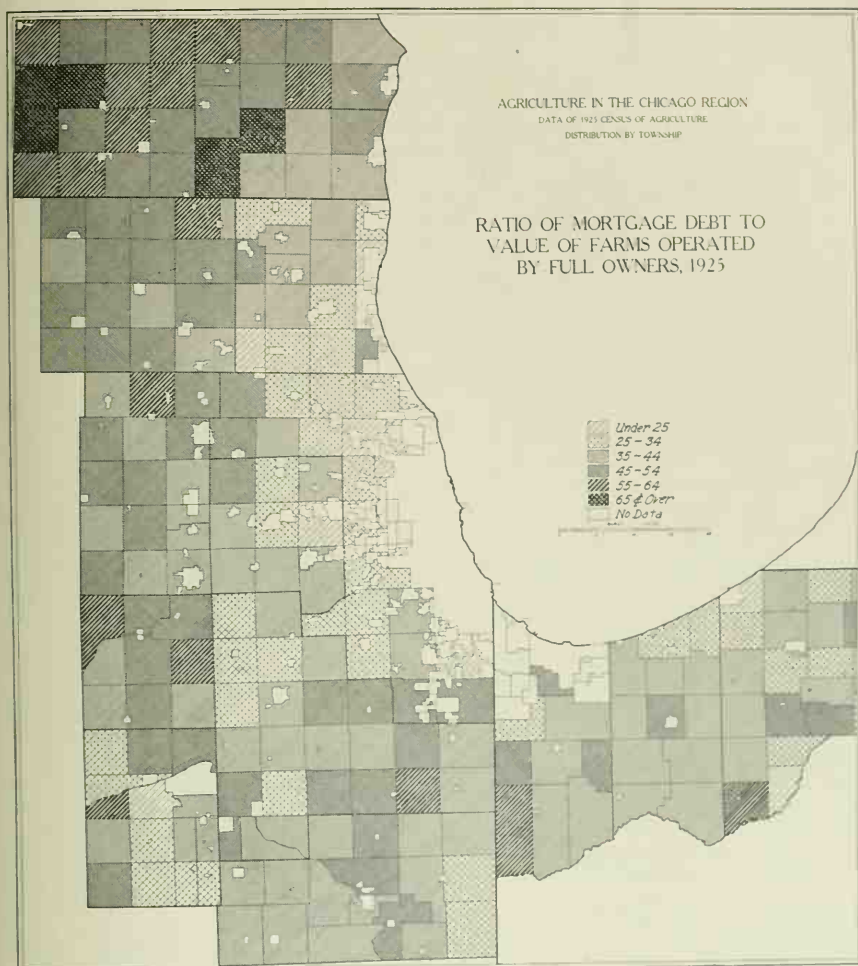 AGRICULTURE IN THE CHICAGO REGION
DATA OF 1925 CENSUS OF AGRICULTURE
DISTRIBUTION BY TOWNSHIP
RATIO OF MORTGAGE DEBT TO
VALUE OF FARMS OPERATED
BY FULL OWNERS, 1925
Under 25
25 - 34
35 - 44
45 - 54
55 - 64
65 & Over
No Data